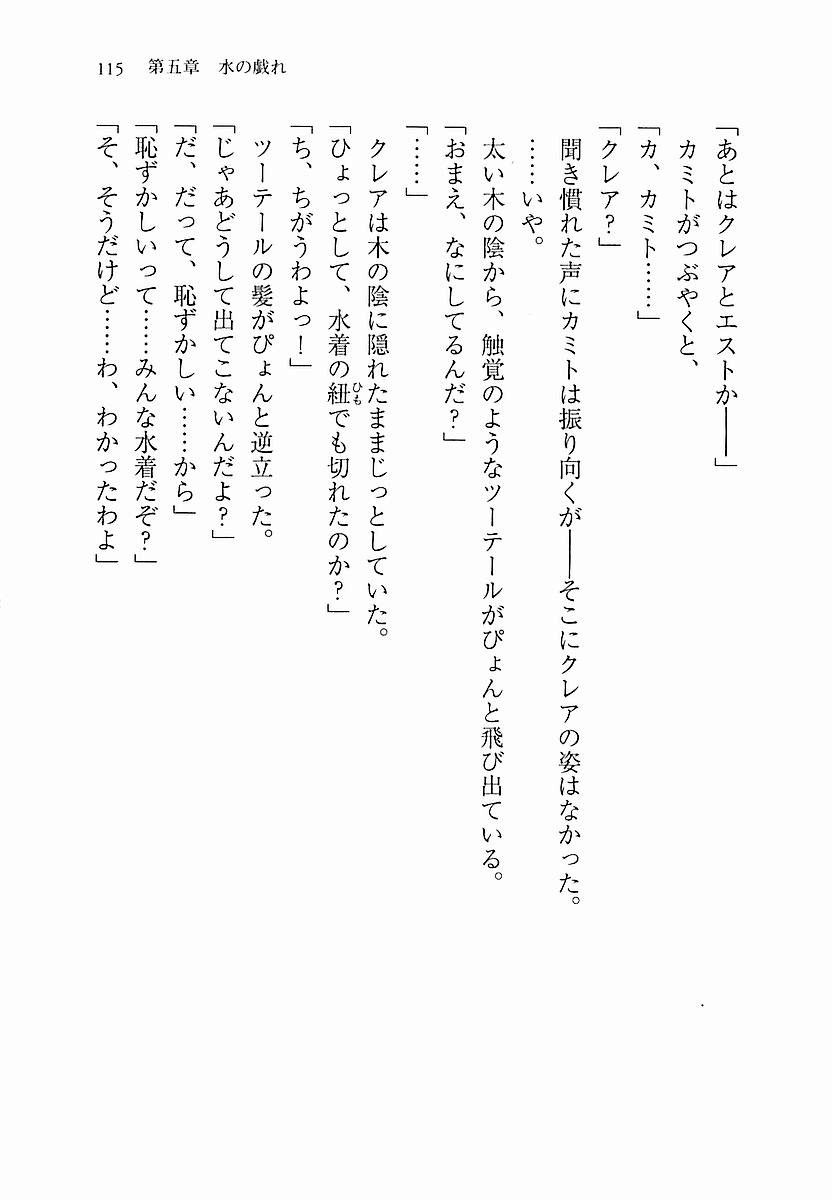 115　第五章　水の戯れ
「あとはクレアとエストか――」
カミトがつぶやくと、
「カ、カミト……」
「クレア？」
聞き慣れた声にカミトは振り向くが――そこにクレアの姿はなかった。
……いや。
太い木の陰から、触覚のようなツーテールがぴょんと飛び出ている。
「おまえ、なにしてるんだ？」
「……」
クレアは木の陰に隠れたままじっとしていた。
「ひょっとして、水着の紐でも切れたのか？」
ひも
「ち、ちがうわよっ！」
ツーテールの髪がぴょんと逆立った。
「じゃあどうして出てこないんだよ？」
「だ、だって、恥ずかしい……から」
「恥ずかしいって……みんな水着だぞ？」
「そ、そうだけど……わ、わかったわよ」